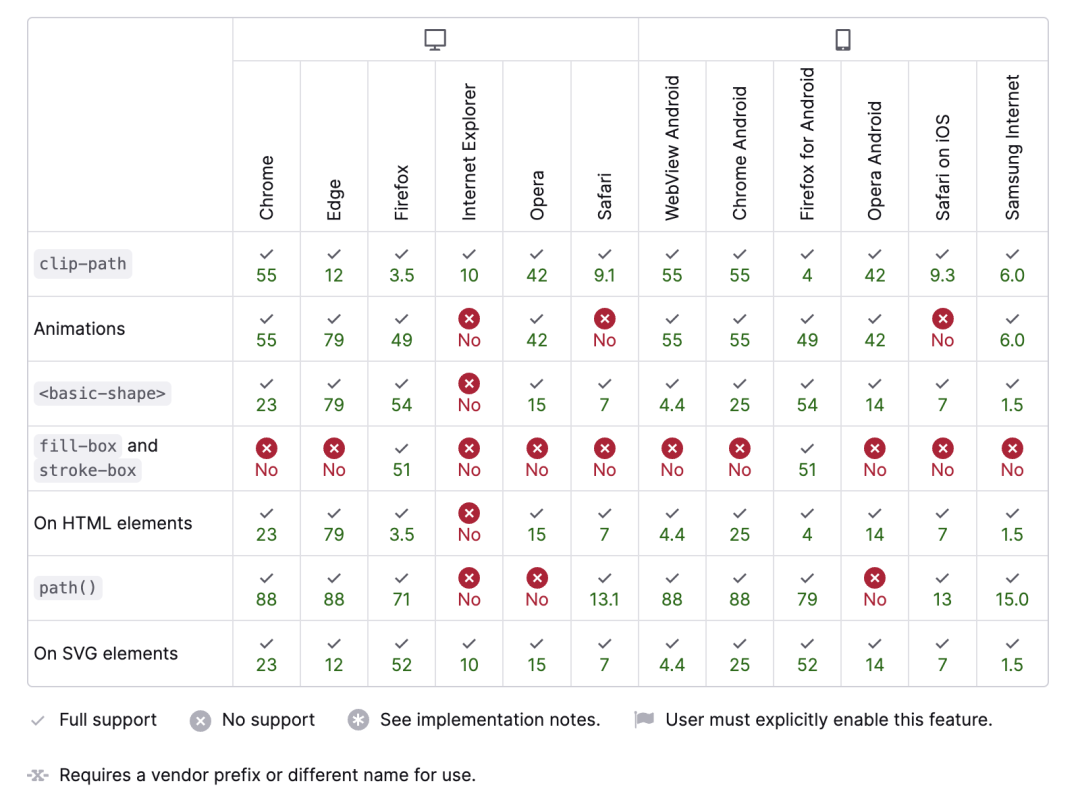 Chrome Edge Firefox Internet Explorer Opera Safari WebView Android Chrome Android Firefox for Android Opera Android Safari on iOS Samsung Internet
clip-path 55 12 3.5 10 42 9.1 55 55 4 42 9.3 6.0
Animations 55 79 49 No 42 No 55 55 49 42 No 6.0
<basic-shape> 23 79 54 No 15 7 4.4 25 54 14 7 1.5
fill-box and
stroke-box No No 51 No No No No No 51 No No No
On HTML elements 23 79 3.5 No 15 7 4.4 25 4 14 7 1.5
path() 88 88 71 No No 13.1 88 88 79 No 13 15.0
On SVG elements 23 12 52 10 15 7 4.4 25 52 14 7 1.5
Full support No support See implementation notes. User must explicitly enable this feature.
Requires a vendor prefix or different name for use.